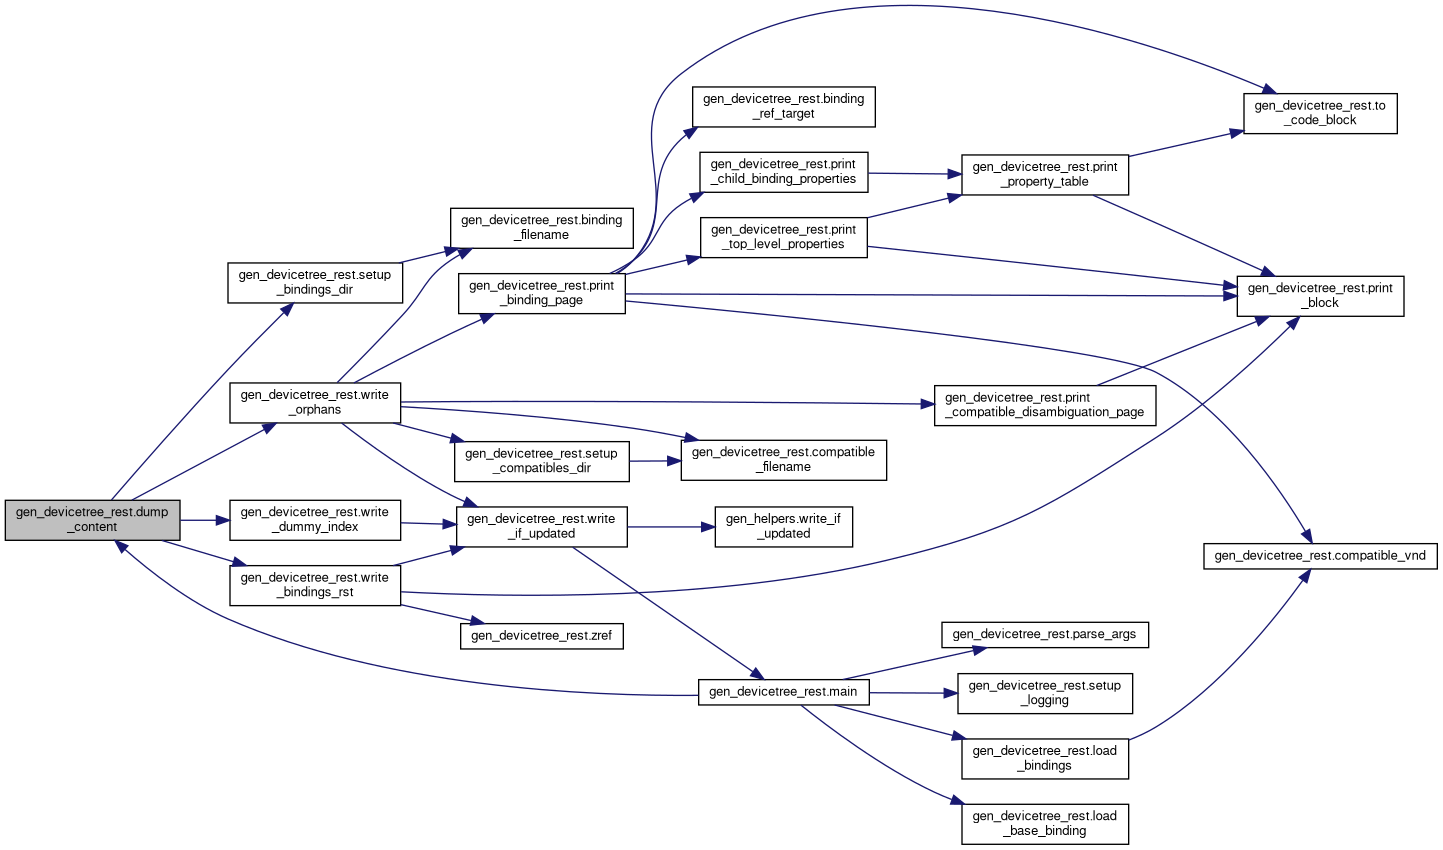 gen_devicetree_rest.dump
_content
gen_devicetree_rest.setup
_bindings_dir
gen_devicetree_rest.write
_orphans
gen_devicetree_rest.write
_dummy_index
gen_devicetree_rest.write
_bindings_rst
gen_devicetree_rest.binding
_filename
gen_devicetree_rest.print
_binding_page
gen_devicetree_rest.setup
_compatibles_dir
gen_devicetree_rest.write
_if_updated
gen_devicetree_rest.zref
gen_devicetree_rest.binding
_ref_target
gen_devicetree_rest.print
_child_binding_properties
gen_devicetree_rest.print
_top_level_properties
gen_devicetree_rest.compatible
_filename
gen_helpers.write_if
_updated
gen_devicetree_rest.main
gen_devicetree_rest.print
_property_table
gen_devicetree_rest.print
_compatible_disambiguation_page
gen_devicetree_rest.parse_args
gen_devicetree_rest.setup
_logging
gen_devicetree_rest.load
_bindings
gen_devicetree_rest.load
_base_binding
gen_devicetree_rest.to
_code_block
gen_devicetree_rest.print
_block
gen_devicetree_rest.compatible_vnd